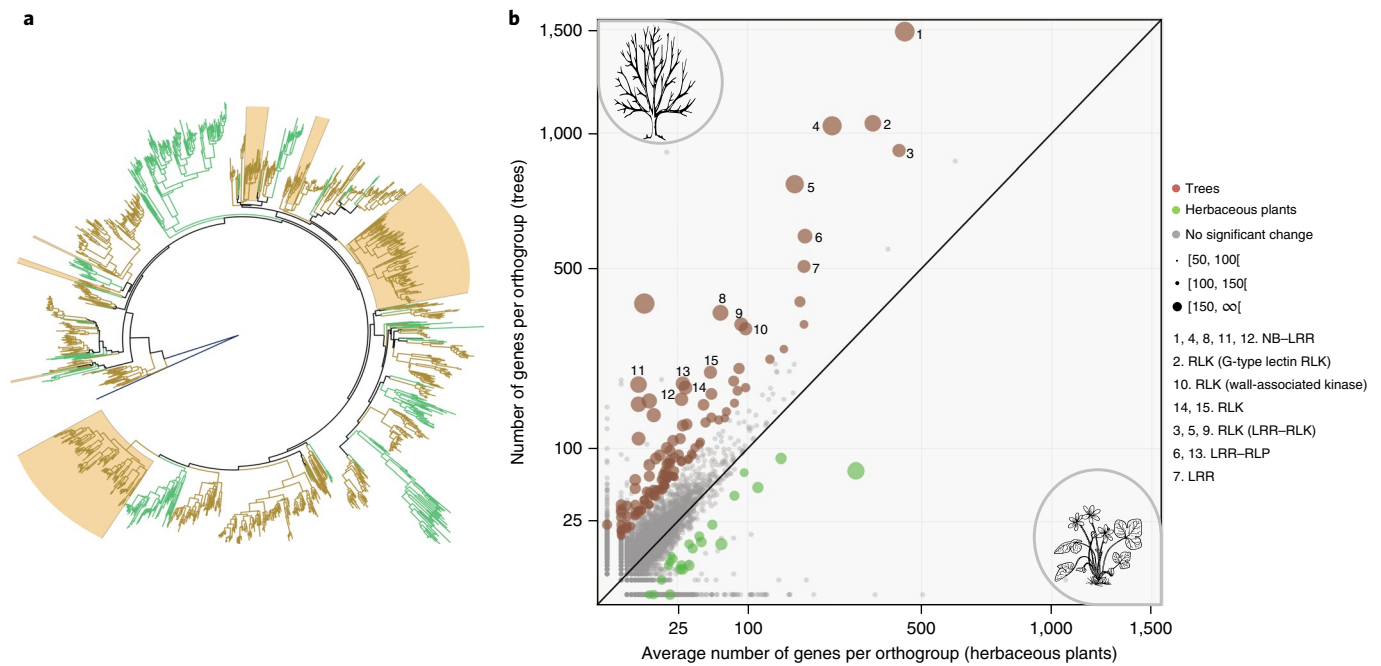 a
b
1,500
1,000
500
100
25
Number of genes per orthogroup (trees)
1
2
3
4
5
6
7
8
9
10
11
12
13
14
15
25
100
500
1,000
1,500
Average number of genes per orthogroup (herbaceous plants)
Trees
Herbaceous plants
No significant change
[50, 100[
[100, 150[
[150, ∞[
1, 4, 8, 11, 12. NB–LRR
2. RLK (G-type lectin RLK)
10. RLK (wall-associated kinase)
14, 15. RLK
3, 5, 9. RLK (LRR–RLK)
6, 13. LRR–RLP
7. LRR